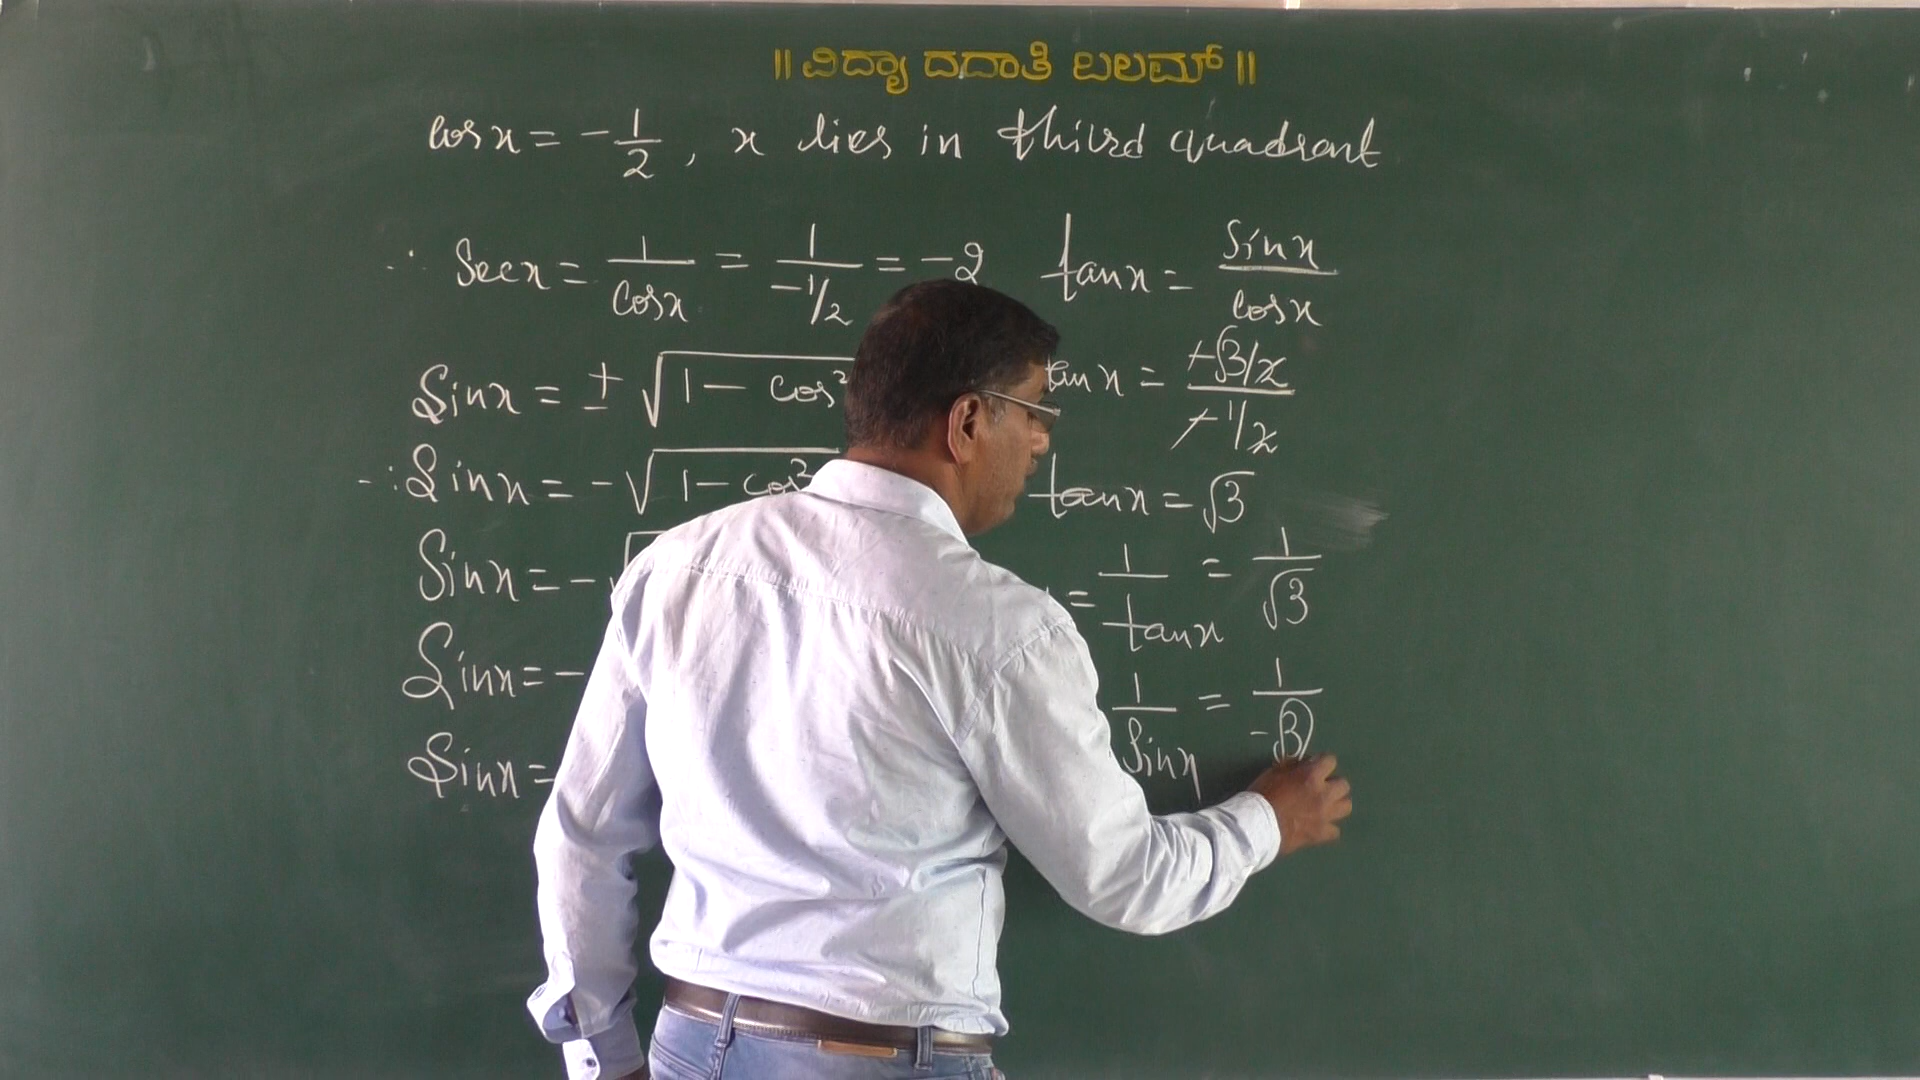 ॥ ವಿದ್ಯಾ ದದಾತಿ ಬಲಮ್ ॥
cos x = - 1/2 , x lies in third quadrant
∴ Sec x = 1/cos x = 1/(-1/2) = -2
Sin x = ± √(1 - cos²
∴ Sin x = - √(1 - cos²
Sin x = - √
Sin x = -
Sin x =
tan x = Sin x / cos x
tan x = (-√3/2) / (-1/2)
tan x = √3
= 1/tan x = 1/√3
1/Sin x = 1/(-√3